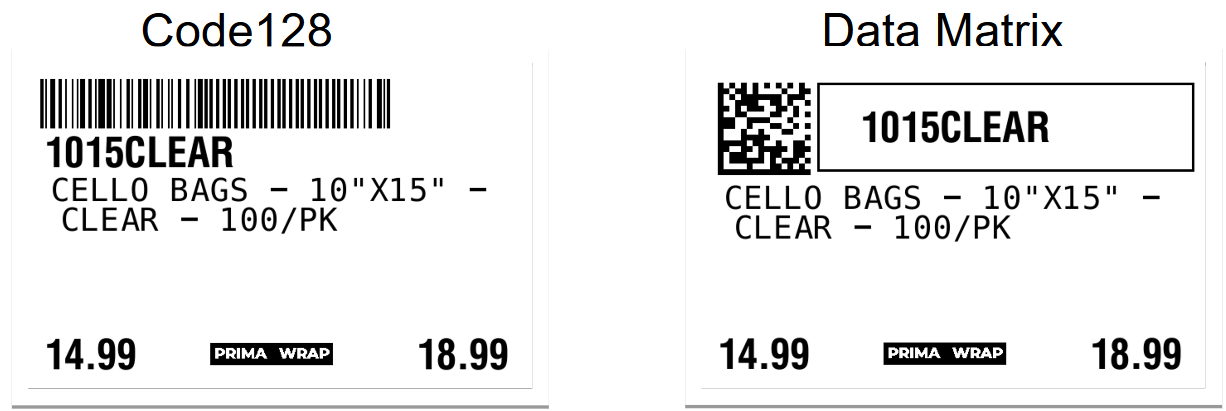 Code128
1015CLEAR
CELLO BAGS - 10"X15" -
CLEAR - 100/PK
14.99 PRIMA WRAP 18.99
Data Matrix
1015CLEAR
CELLO BAGS - 10"X15" -
CLEAR - 100/PK
14.99 PRIMA WRAP 18.99